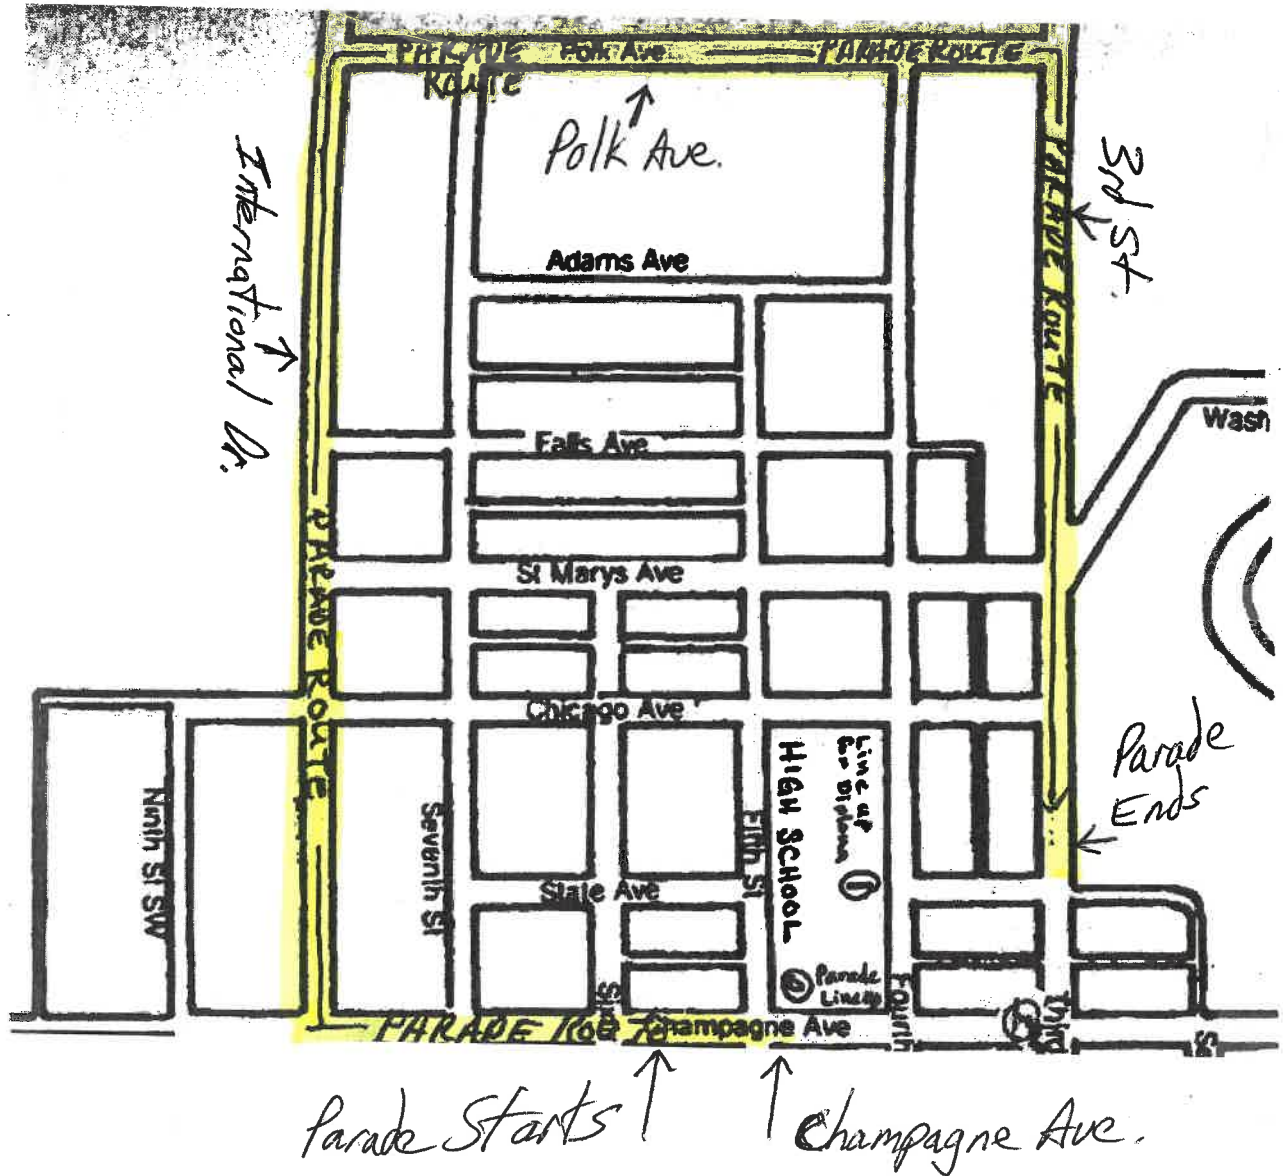 PARADE
ROUTE
Polk Ave
PARADE ROUTE
Polk Ave.
International Dr.
3rd St.
PARADE ROUTE
Adams Ave
Wash
Falls Ave
PARADE ROUTE
St Marys Ave
Chicago Ave
Line up
HIGH SCHOOL
Parade
Ends
Ninth St SW
Seventh St
Fifth St
State Ave
Parade
Lineup
Fourth
Third
PARADE ROUTE
Champagne Ave
Parade Starts
Champagne Ave.